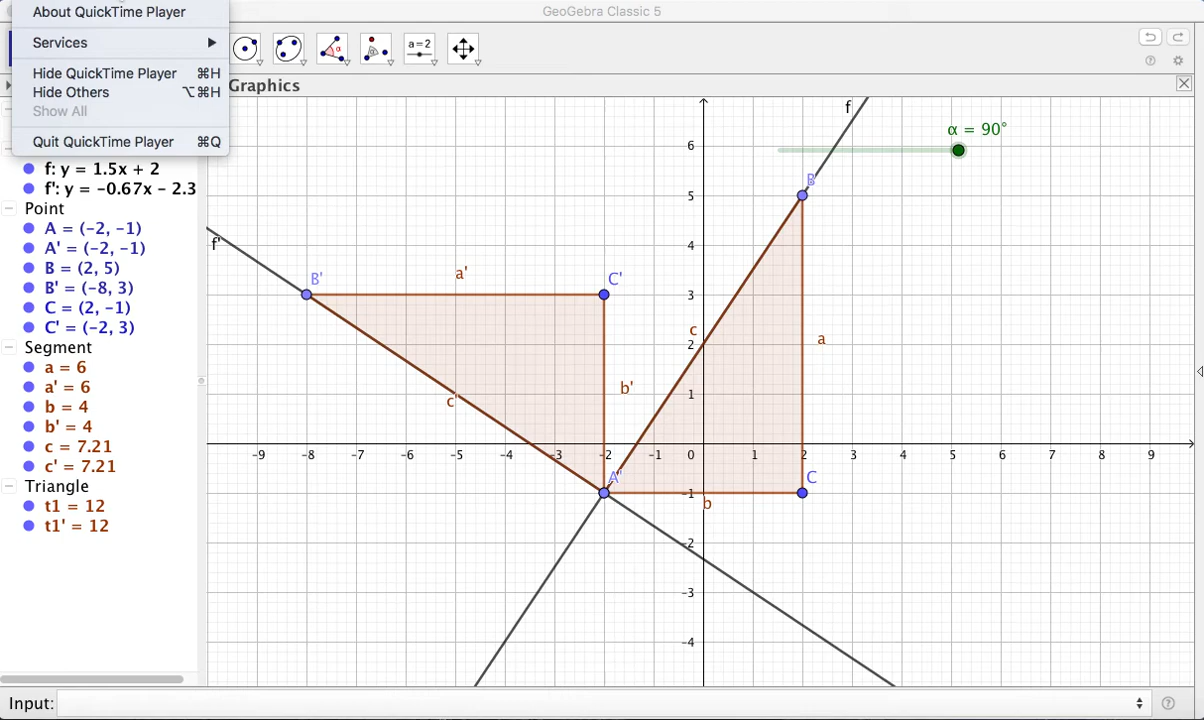 About QuickTime Player
GeoGebra Classic 5
Services
Hide QuickTime Player ⌘H
Hide Others ⌥⌘H
Show All
Quit QuickTime Player ⌘Q
α
a=2
Graphics
f: y = 1.5x + 2
f': y = −0.67x − 2.3
Point
A = (−2, −1)
A' = (−2, −1)
B = (2, 5)
B' = (−8, 3)
C = (2, −1)
C' = (−2, 3)
Segment
a = 6
a' = 6
b = 4
b' = 4
c = 7.21
c' = 7.21
Triangle
t1 = 12
t1' = 12
f
α = 90°
6
B
5
f'
4
B'
a'
C'
3
c
2
a
b'
1
c'
-9 -8 -7 -6 -5 -4 -3 -2 -1 0 1 2 3 4 5 6 7 8 9
A'
C
-1
b
-2
-3
-4
Input: